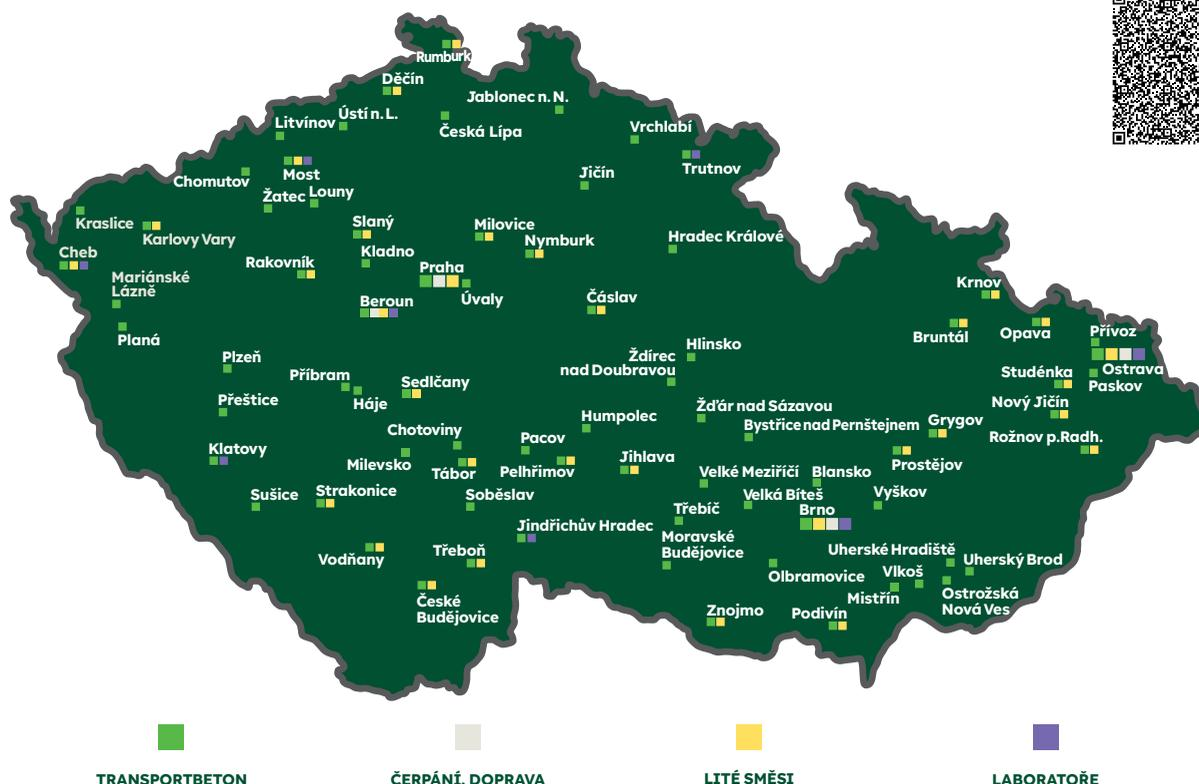 Rumburk
Děčín
Jablonec n. N.
Ústí n. L.
Litvínov
Česká Lípa
Vrchlabí
Trutnov
Most
Chomutov
Jičín
Žatec
Louny
Kraslice
Karlovy Vary
Slaný
Milovice
Nymburk
Hradec Králové
Cheb
Kladno
Rakovník
Praha
Mariánské
Lázně
Úvaly
Beroun
Čáslav
Krnov
Planá
Bruntál
Opava
Přívoz
Plzeň
Hlinsko
Ždírec
nad Doubravou
Ostrava
Studénka
Paskov
Příbram
Sedlčany
Háje
Přeštice
Nový Jičín
Žďár nad Sázavou
Humpolec
Bystřice nad Pernštejnem
Grygov
Chotoviny
Pacov
Rožnov p.Radh.
Klatovy
Milevsko
Tábor
Pelhřimov
Jihlava
Prostějov
Velké Meziříčí
Blansko
Sušice
Strakonice
Soběslav
Velká Bíteš
Vyškov
Třebíč
Brno
Jindřichův Hradec
Moravské
Budějovice
Vodňany
Třeboň
Uherské Hradiště
Uherský Brod
Olbramovice
Vlkoš
Mistřín
Ostrožská
Nová Ves
České
Budějovice
Znojmo
Podivín
TRANSPORTBETON
ČERPÁNÍ, DOPRAVA
LITÉ SMĚSI
LABORATOŘE